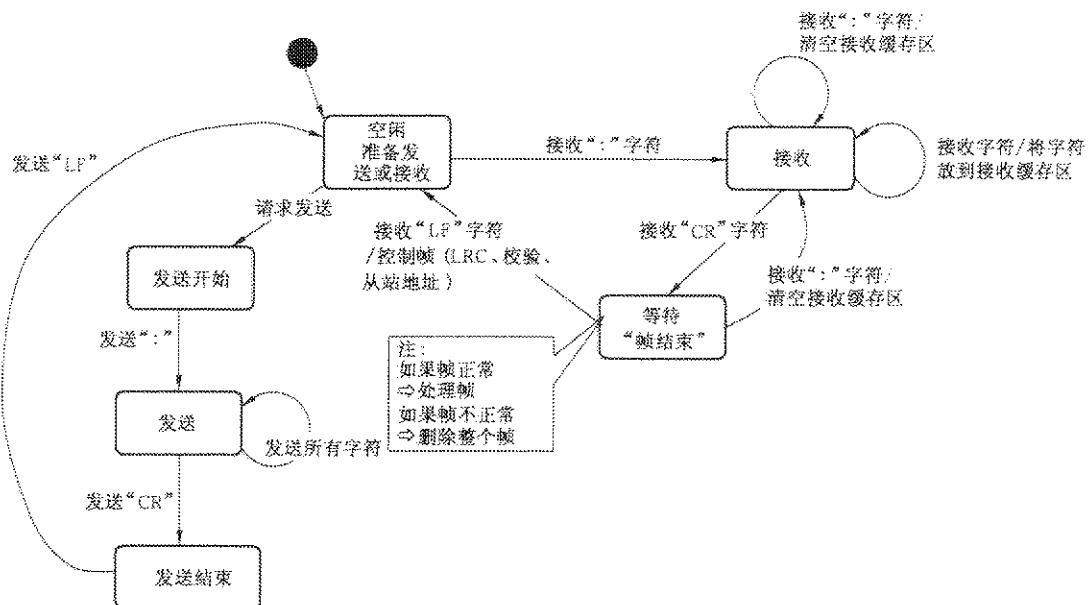 接收“:”字符/
清空接收缓存区
空闲
准备发
送或接收
接收“:”字符
接收
接收字符/将字符
放到接收缓存区
发送“LF”
请求发送
接收“LF”字符
/控制帧(LRC、校验、
从站地址)
接收“CR”字符
发送开始
接收“:”字符/
清空接收缓存区
等待
“帧结束”
发送“:”
注:
如果帧正常
⇨处理帧
如果帧不正常
⇨删除整个帧
发送
发送所有字符
发送“CR”
发送结束